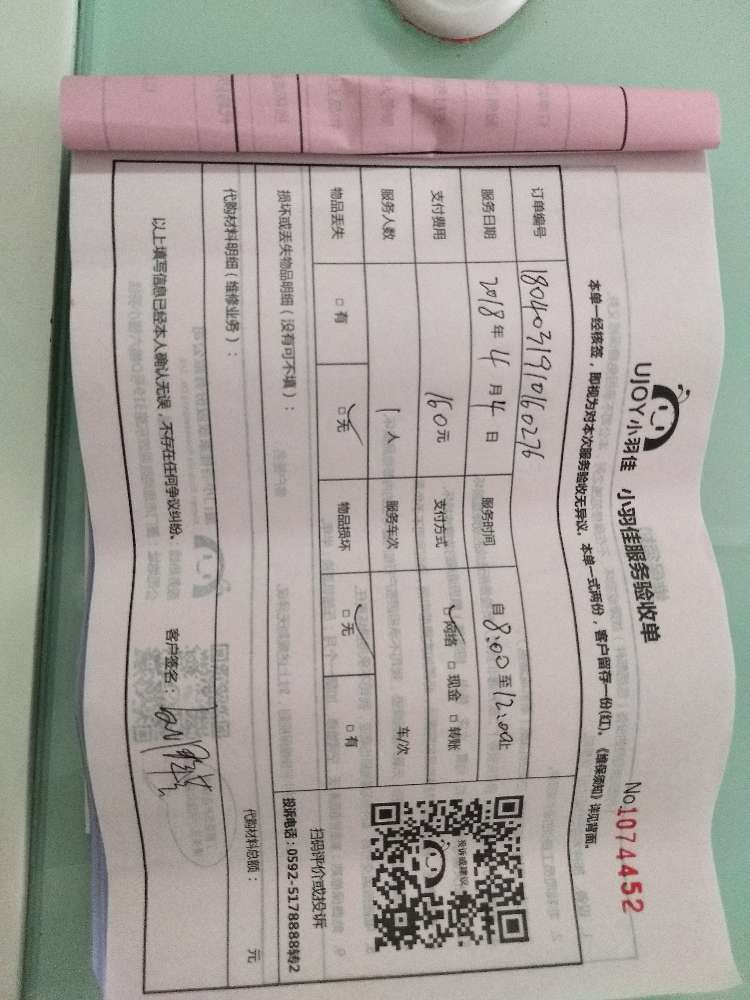 UJOY小羽佳 小羽佳服务验收单
No.1074452
本单一经核签，即视为对本次服务验收无异议。本单一式两份，客户留存一份(红)。《维保须知》详见背面。
订单编号 1804031910160276
服务日期 2018年4月4日 服务时间 自8:00至12:00止
支付费用 160元 支付方式 ☑网络 □现金 □转账
服务人数 1人 服务车次 车/次
物品丢失 □有 ☑无 物品损坏 ☑无 □有
投诉或建议
扫码评价或投诉
投诉电话：0592-5178888转2
损坏或丢失物品明细（没有可不填）：
代购材料明细（维修业务）： 代购材料总额： 元
以上填写信息已经本人确认无误，不存在任何争议纠纷。 客户签名：